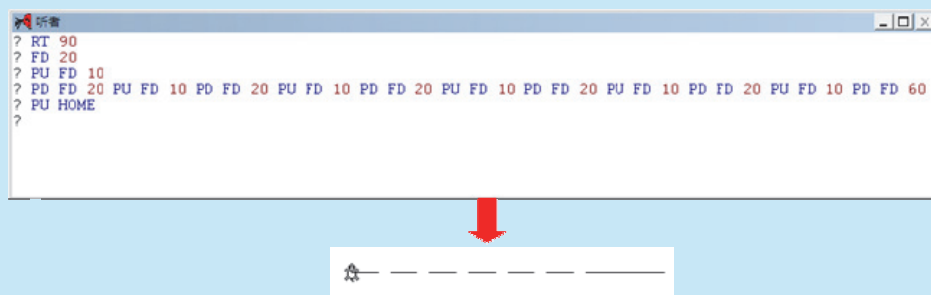 听者
? RT 90
? FD 20
? PU FD 10
? PD FD 20 PU FD 10 PD FD 20 PU FD 10 PD FD 20 PU FD 10 PD FD 20 PU FD 10 PD FD 20 PU FD 10 PD FD 60
? PU HOME
?